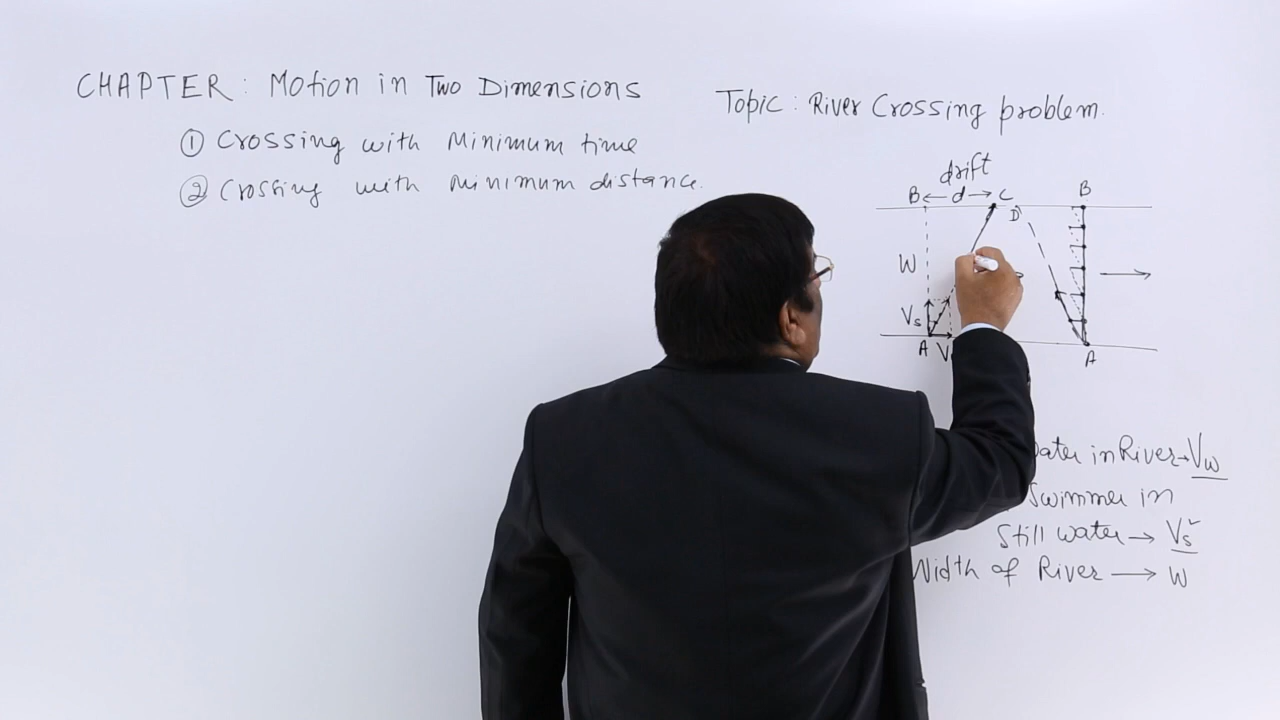 CHAPTER: Motion in Two Dimensions
① Crossing with Minimum time
② Crossing with Minimum distance.
Topic: River Crossing problem.
drift
B ← d → C D B
W
Vs
A V A
ater in River → Vw
Swimmer in
Still water → Vs
Width of River → W